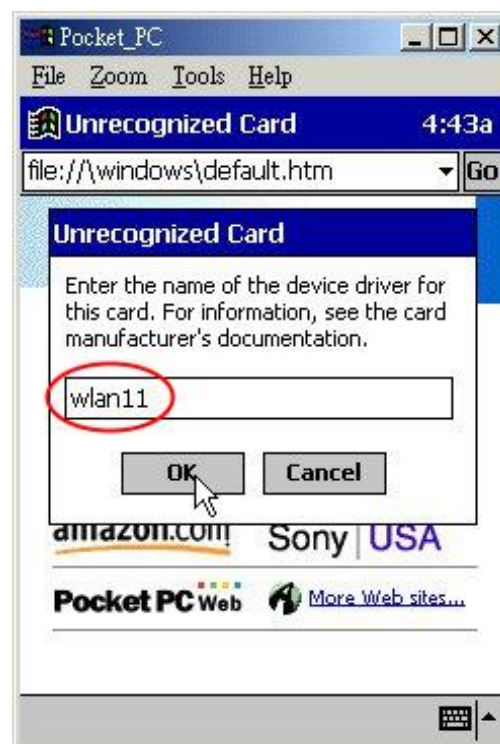 Pocket_PC
File Zoom Tools Help
Unrecognized Card 4:43a
file://\windows\default.htm Go
Unrecognized Card
Enter the name of the device driver for
this card. For information, see the card
manufacturer's documentation.
wlan11
OK Cancel
amazon.com Sony USA
Pocket PC Web More Web sites...